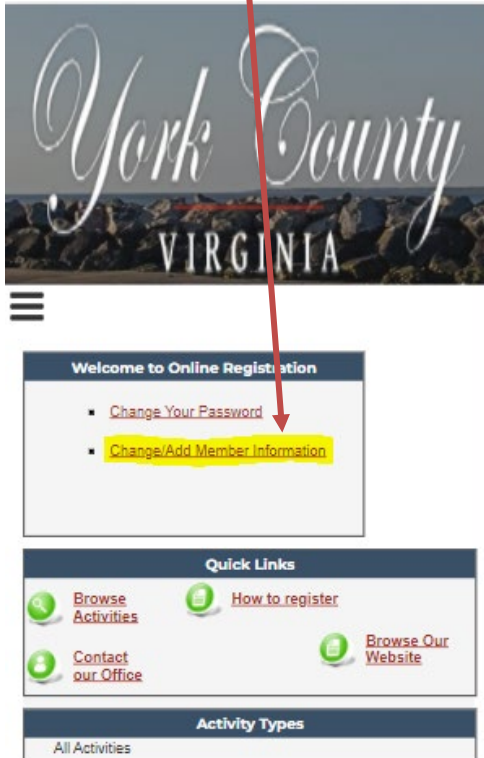 York County
VIRGINIA
Welcome to Online Registration
Change Your Password
Change/Add Member Information
Quick Links
Browse
Activities
How to register
Contact
our Office
Browse Our
Website
Activity Types
All Activities